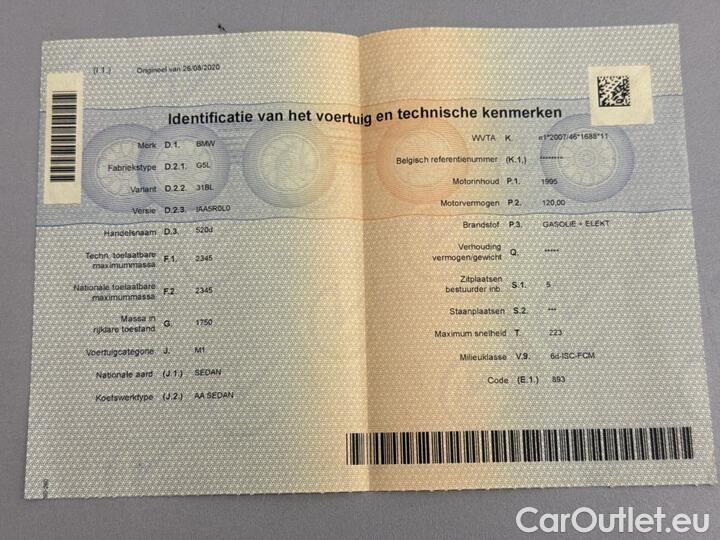 (I.1.) Origineel van 26/08/2020
Identificatie van het voertuig en technische kenmerken
Merk D.1. BMW
Fabriekstype D.2.1. G5L
Variant D.2.2. 31BL
Versie D.2.3. IAA5R0L0
Handelsnaam D.3. 520d
Techn. toelaatbare
maximummassa F.1. 2345
Nationale toelaatbare
maximummassa F.2 2345
Massa in
rijklare toestand G. 1750
Voertuigcategorie J. M1
Nationale aard (J.1.) SEDAN
Koetswerktype (J.2.) AA SEDAN
WVTA K. e1*2007/46*1688*11
Belgisch referentienummer (K.1.) ********
Motorinhoud P.1. 1995
Motorvermogen P.2. 120,00
Brandstof P.3. GASOLIE + ELEKT
Verhouding
vermogen/gewicht Q. *****
Zitplaatsen
bestuurder inb. S.1. 5
Staanplaatsen S.2. ***
Maximum snelheid T. 223
Milieuklasse V.9. 6d-ISC-FCM
Code (E.1.) 893
CarOutlet.eu